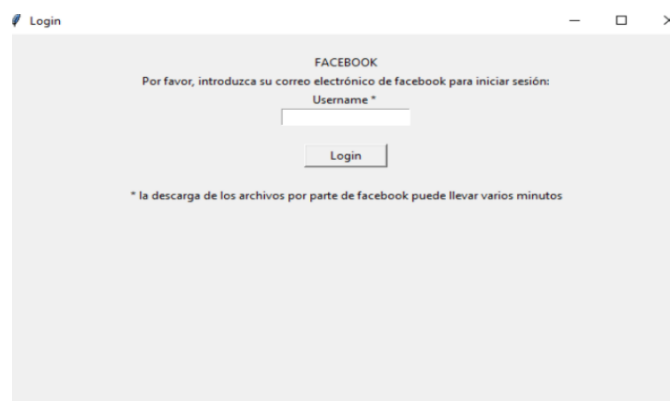 Login
FACEBOOK
Por favor, introduzca su correo electrónico de facebook para iniciar sesión:
Username *
Login
* la descarga de los archivos por parte de facebook puede llevar varios minutos